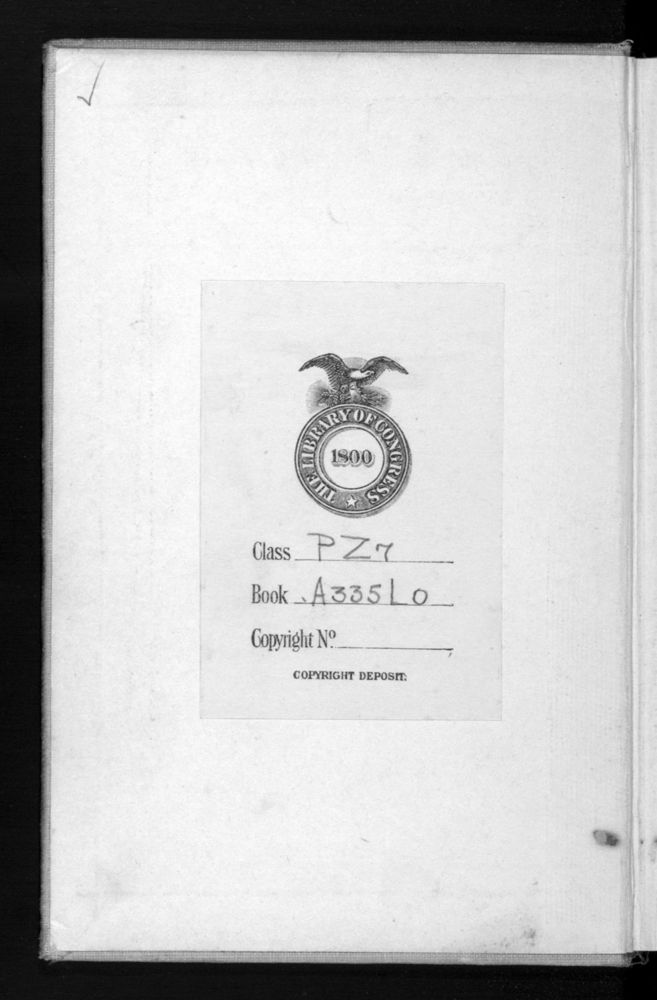 THE LIBRARY OF CONGRESS
1800
Class PZ7
Book .A335Lo
Copyright Nº
COPYRIGHT DEPOSIT.